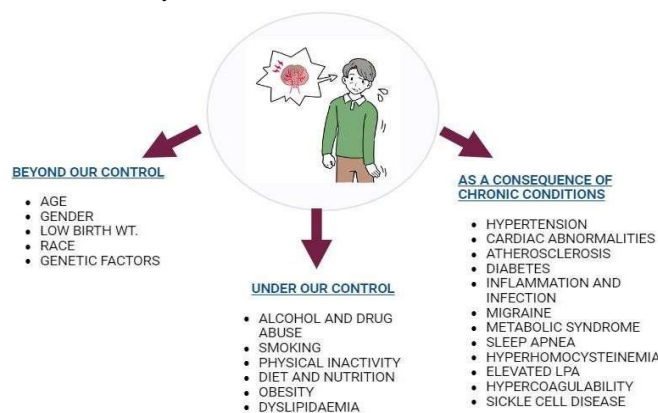 BEYOND OUR CONTROL
• AGE
• GENDER
• LOW BIRTH WT.
• RACE
• GENETIC FACTORS
UNDER OUR CONTROL
• ALCOHOL AND DRUG
ABUSE
• SMOKING
• PHYSICAL INACTIVITY
• DIET AND NUTRITION
• OBESITY
• DYSLIPIDAEMIA
AS A CONSEQUENCE OF
CHRONIC CONDITIONS
• HYPERTENSION
• CARDIAC ABNORMALITIES
• ATHEROSCLEROSIS
• DIABETES
• INFLAMMATION AND
INFECTION
• MIGRAINE
• METABOLIC SYNDROME
• SLEEP APNEA
• HYPERHOMOCYSTEINEMIA
• ELEVATED LPA
• HYPERCOAGULABILITY
• SICKLE CELL DISEASE